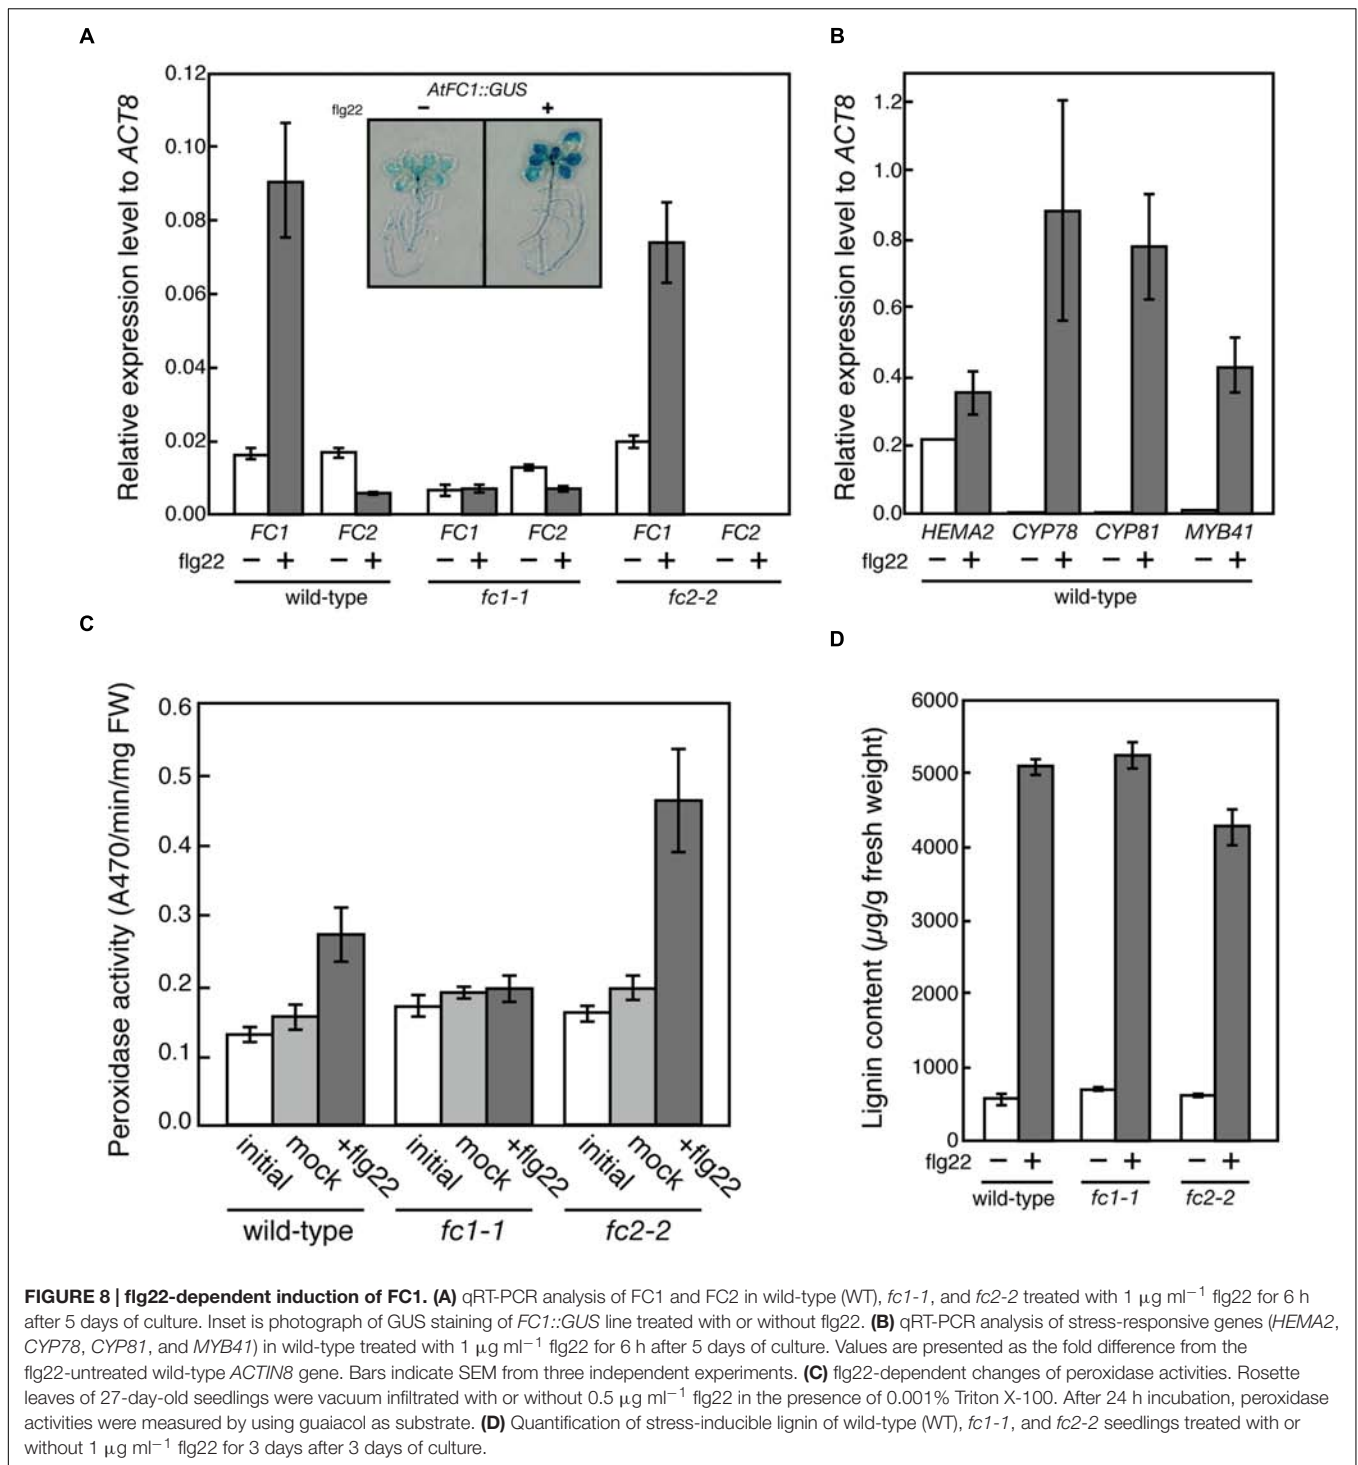 A
Relative expression level to ACT8
0.12
0.10
0.08
0.06
0.04
0.02
0.00
AtFC1::GUS
flg22 − +
FC1 FC2 FC1 FC2 FC1 FC2
flg22 − + − + − + − + − + − +
wild-type fc1-1 fc2-2
B
Relative expression level to ACT8
1.2
1.0
0.8
0.6
0.4
0.2
0.0
HEMA2 CYP78 CYP81 MYB41
flg22 − + − + − + − +
wild-type
C
Peroxidase activity (A470/min/mg FW)
0.6
0.5
0.4
0.3
0.2
0.1
0.0
initial mock +flg22 initial mock +flg22 initial mock +flg22
wild-type fc1-1 fc2-2
D
Lignin content (µg/g fresh weight)
6000
5000
4000
3000
2000
1000
0
flg22 − + − + − +
wild-type fc1-1 fc2-2
FIGURE 8 | flg22-dependent induction of FC1. (A) qRT-PCR analysis of FC1 and FC2 in wild-type (WT), fc1-1, and fc2-2 treated with 1 µg ml−1 flg22 for 6 h
after 5 days of culture. Inset is photograph of GUS staining of FC1::GUS line treated with or without flg22. (B) qRT-PCR analysis of stress-responsive genes (HEMA2,
CYP78, CYP81, and MYB41) in wild-type treated with 1 µg ml−1 flg22 for 6 h after 5 days of culture. Values are presented as the fold difference from the
flg22-untreated wild-type ACTIN8 gene. Bars indicate SEM from three independent experiments. (C) flg22-dependent changes of peroxidase activities. Rosette
leaves of 27-day-old seedlings were vacuum infiltrated with or without 0.5 µg ml−1 flg22 in the presence of 0.001% Triton X-100. After 24 h incubation, peroxidase
activities were measured by using guaiacol as substrate. (D) Quantification of stress-inducible lignin of wild-type (WT), fc1-1, and fc2-2 seedlings treated with or
without 1 µg ml−1 flg22 for 3 days after 3 days of culture.